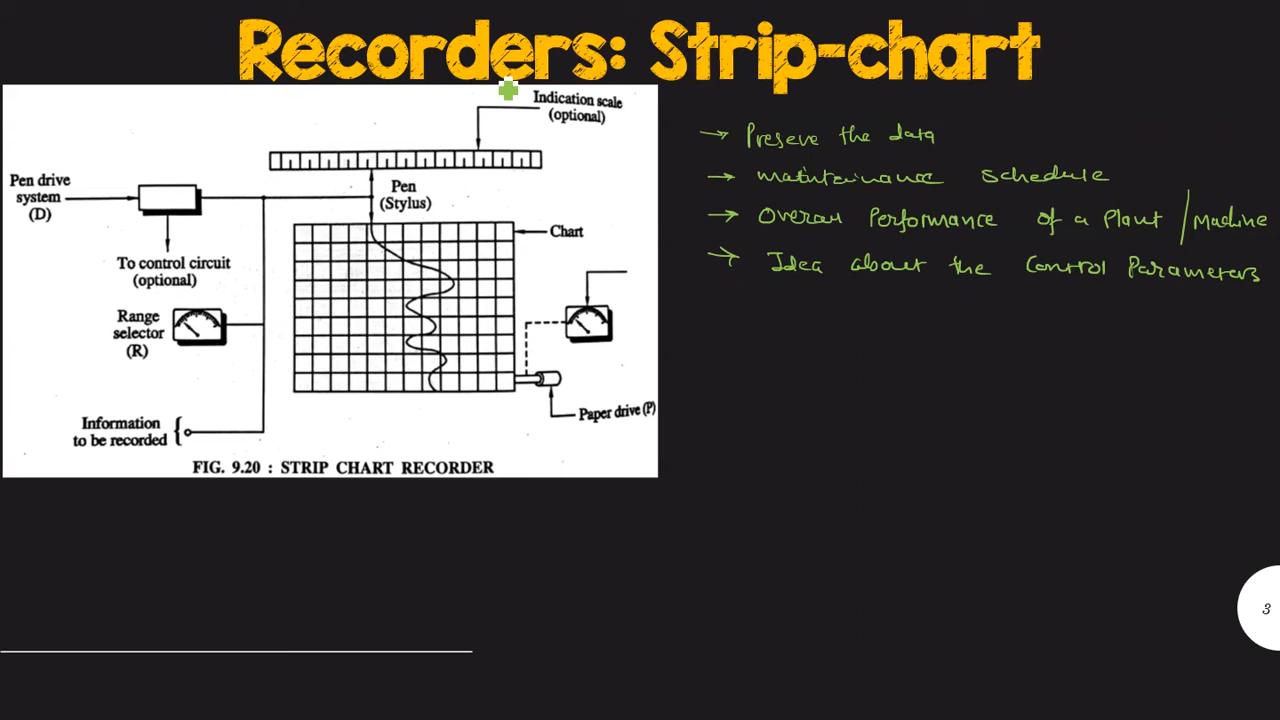 Recorders: Strip-chart
Indication scale
(optional)
Pen drive
system
(D)
Pen
(Stylus)
Chart
To control circuit
(optional)
Range
selector
(R)
Information
to be recorded
Paper drive (P)
FIG. 9.20 : STRIP CHART RECORDER
→ Preseve the data
→ maintainance schedule
→ Overall Performance of a Plant / Machine
→ Idea about the Control Parameters
3